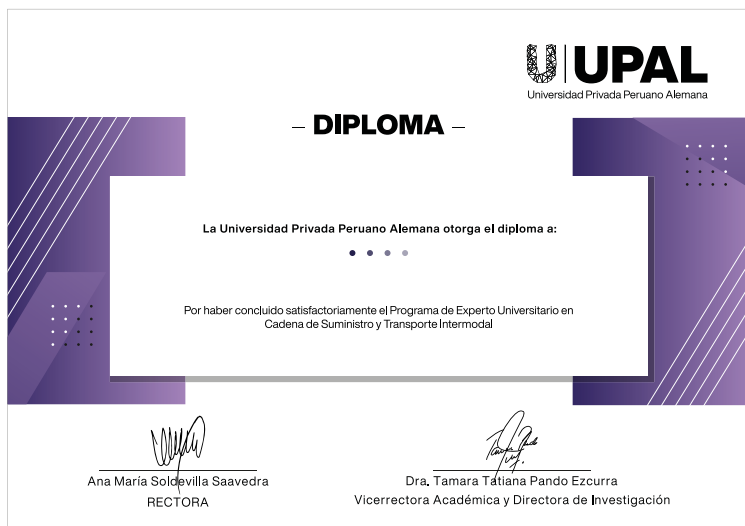 UPAL
Universidad Privada Peruano Alemana
– DIPLOMA –
La Universidad Privada Peruano Alemana otorga el diploma a:
Por haber concluido satisfactoriamente el Programa de Experto Universitario en
Cadena de Suministro y Transporte Intermodal
Ana María Soldevilla Saavedra
RECTORA
Dra. Tamara Tatiana Pando Ezcurra
Vicerrectora Académica y Directora de Investigación